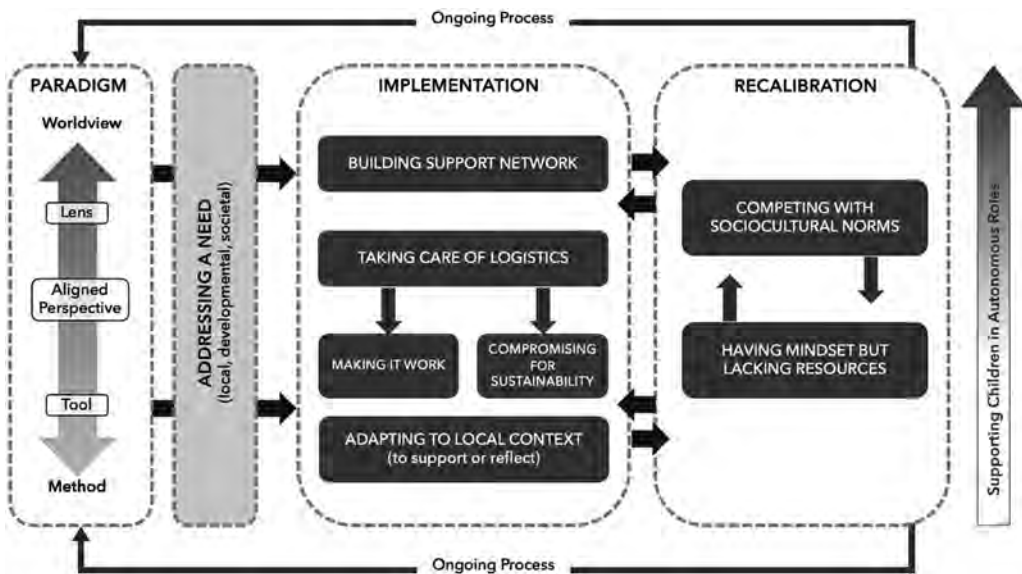 Ongoing Process
PARADIGM
Worldview
Lens
Aligned
Perspective
Tool
Method
ADDRESSING A NEED
(local, developmental, societal)
IMPLEMENTATION
BUILDING SUPPORT NETWORK
TAKING CARE OF LOGISTICS
MAKING IT WORK
COMPROMISING
FOR
SUSTAINABILITY
ADAPTING TO LOCAL CONTEXT
(to support or reflect)
RECALIBRATION
COMPETING WITH
SOCIOCULTURAL NORMS
HAVING MINDSET BUT
LACKING RESOURCES
Supporting Children in Autonomous Roles
Ongoing Process